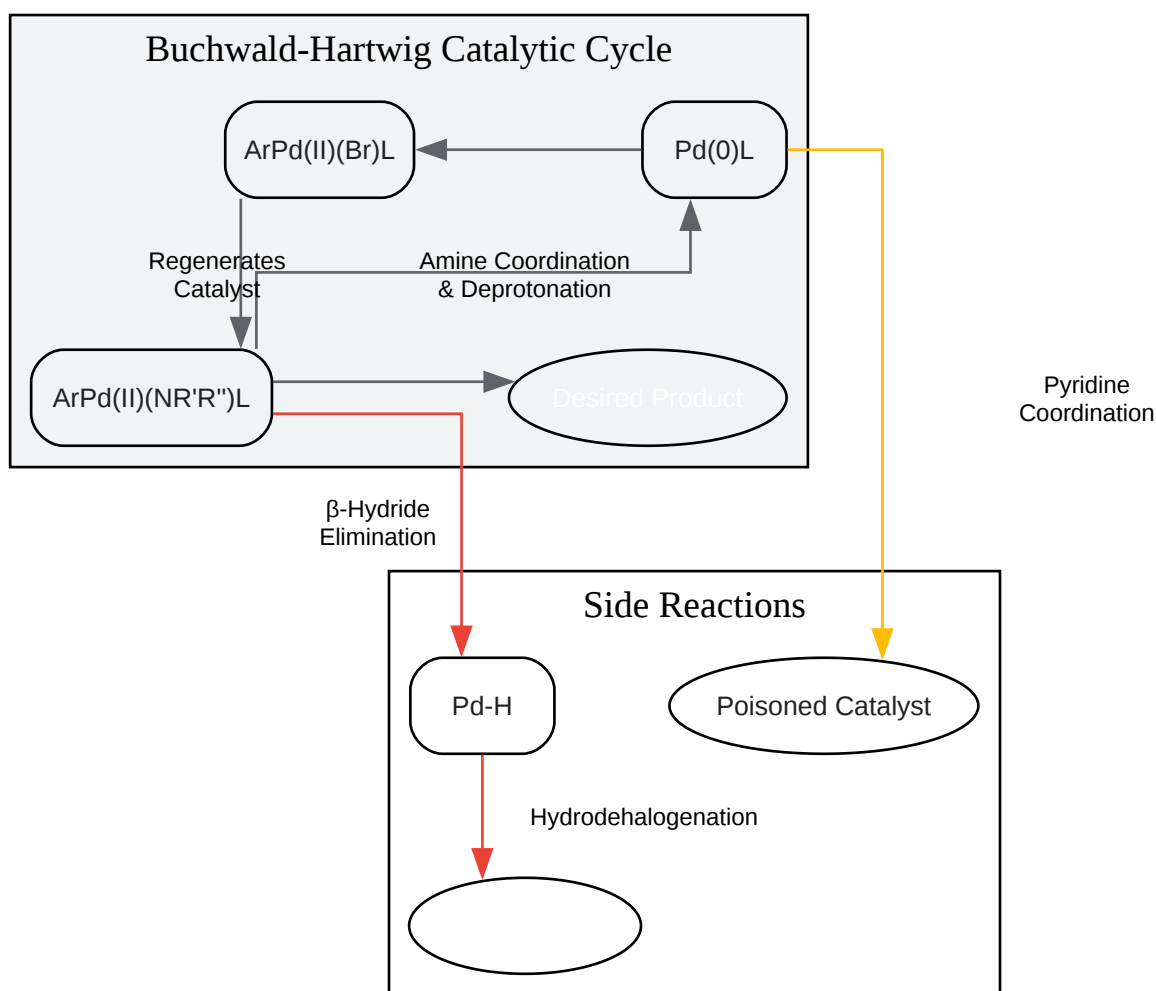 Buchwald-Hartwig Catalytic Cycle
ArPd(II)(Br)L
Pd(0)L
Regenerates
Catalyst
Amine Coordination
& Deprotonation
ArPd(II)(NR'R'')L
Desired Product
Pyridine
Coordination
β-Hydride
Elimination
Side Reactions
Pd-H
Poisoned Catalyst
Hydrodehalogenation